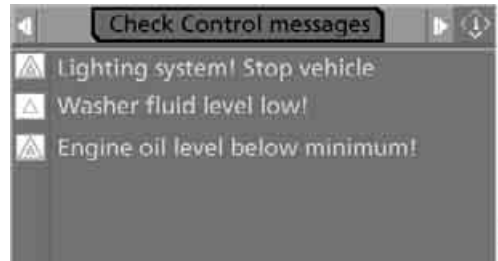 Check Control messages
Lighting system! Stop vehicle
Washer fluid level low!
Engine oil level below minimum!